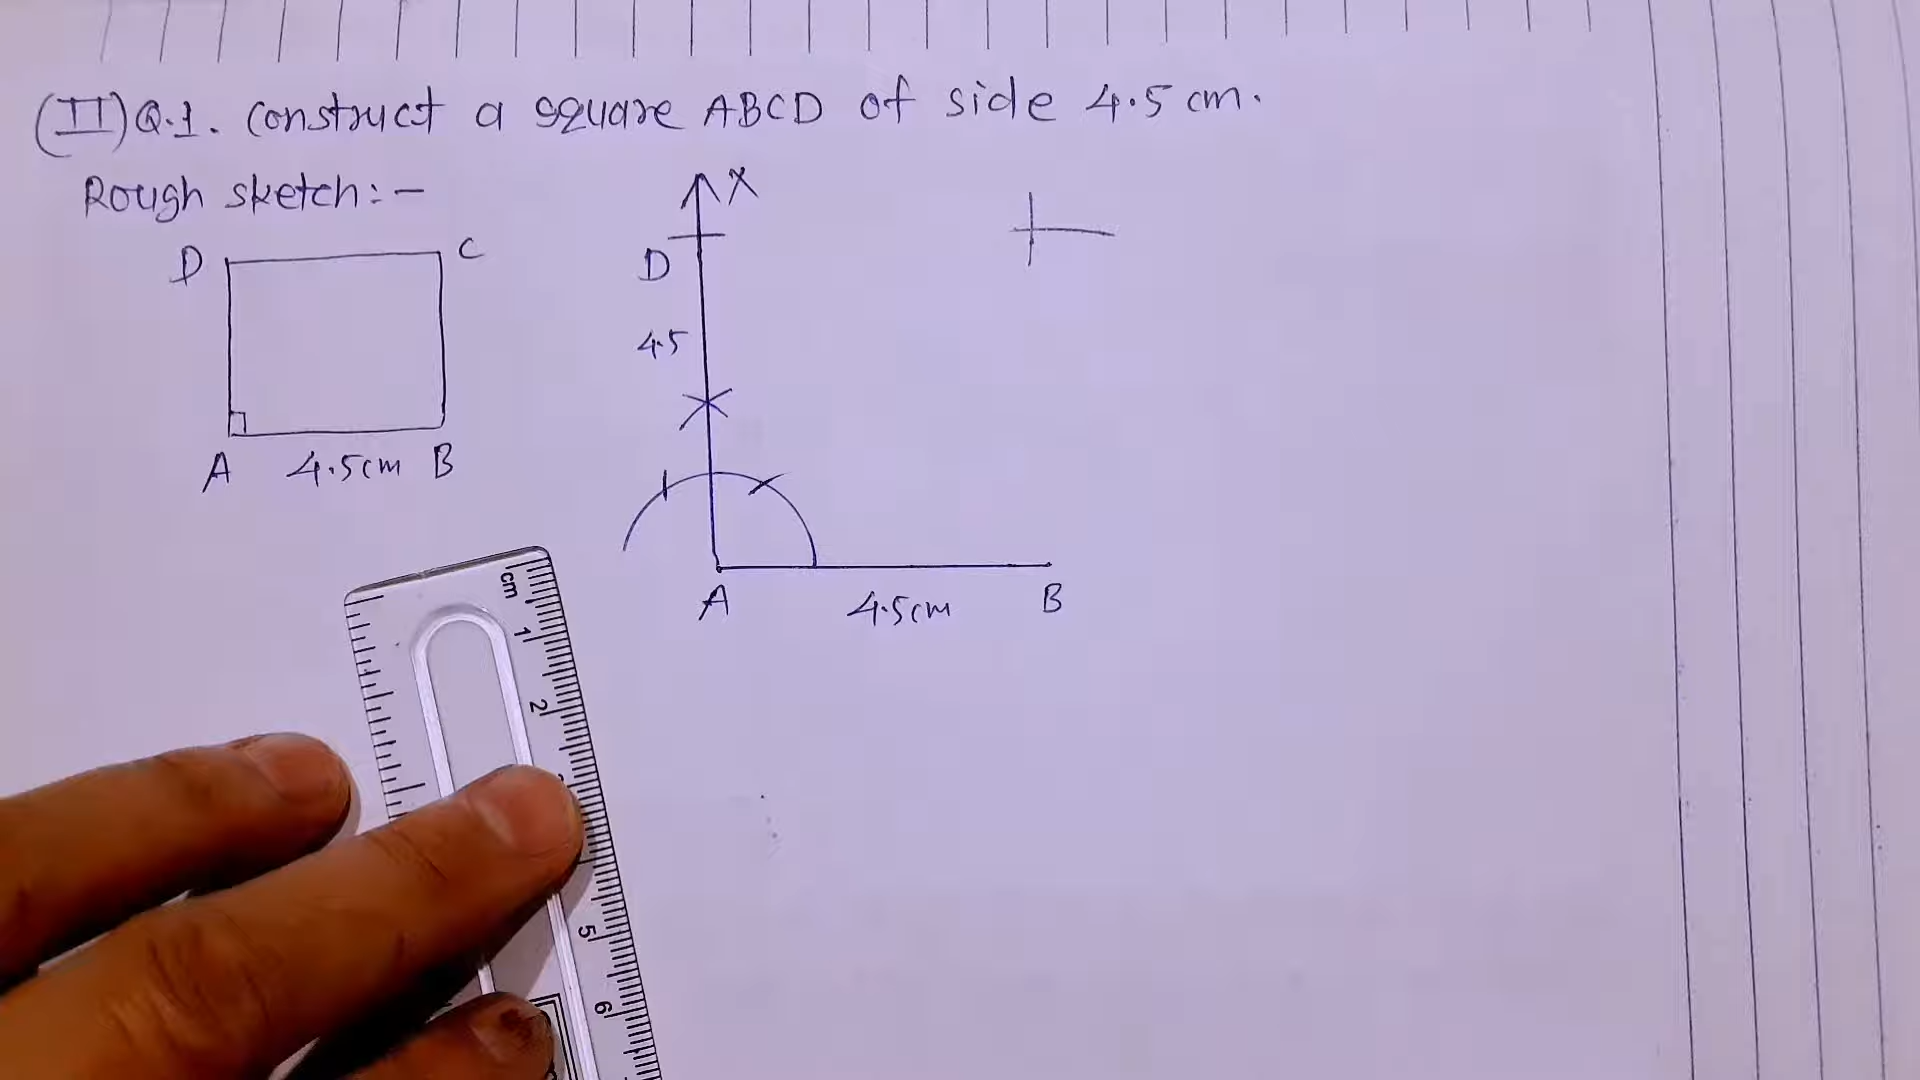 (II) Q.1. Construct a square ABCD of side 4.5 cm.
Rough sketch:-
X
D
C
D
4.5
A 4.5cm B
A 4.5cm B
cm
1
2
5
6